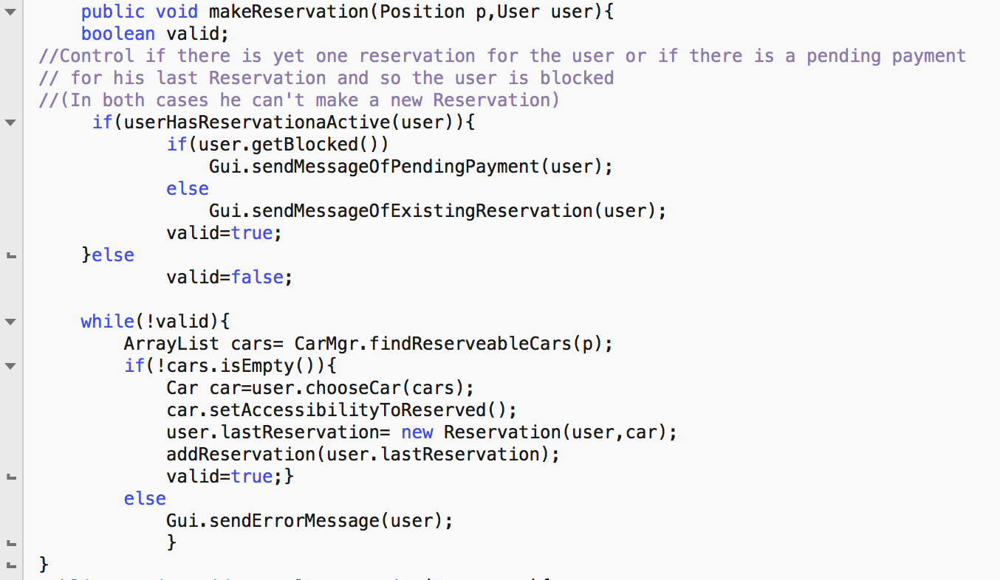 public void makeReservation(Position p,User user){
boolean valid;
//Control if there is yet one reservation for the user or if there is a pending payment
// for his last Reservation and so the user is blocked
//(In both cases he can't make a new Reservation)
if(userHasReservationaActive(user)){
if(user.getBlocked())
Gui.sendMessageOfPendingPayment(user);
else
Gui.sendMessageOfExistingReservation(user);
valid=true;
}else
valid=false;
while(!valid){
ArrayList cars= CarMgr.findReserveableCars(p);
if(!cars.isEmpty()){
Car car=user.chooseCar(cars);
car.setAccessibilityToReserved();
user.lastReservation= new Reservation(user,car);
addReservation(user.lastReservation);
valid=true;}
else
Gui.sendErrorMessage(user);
}
}